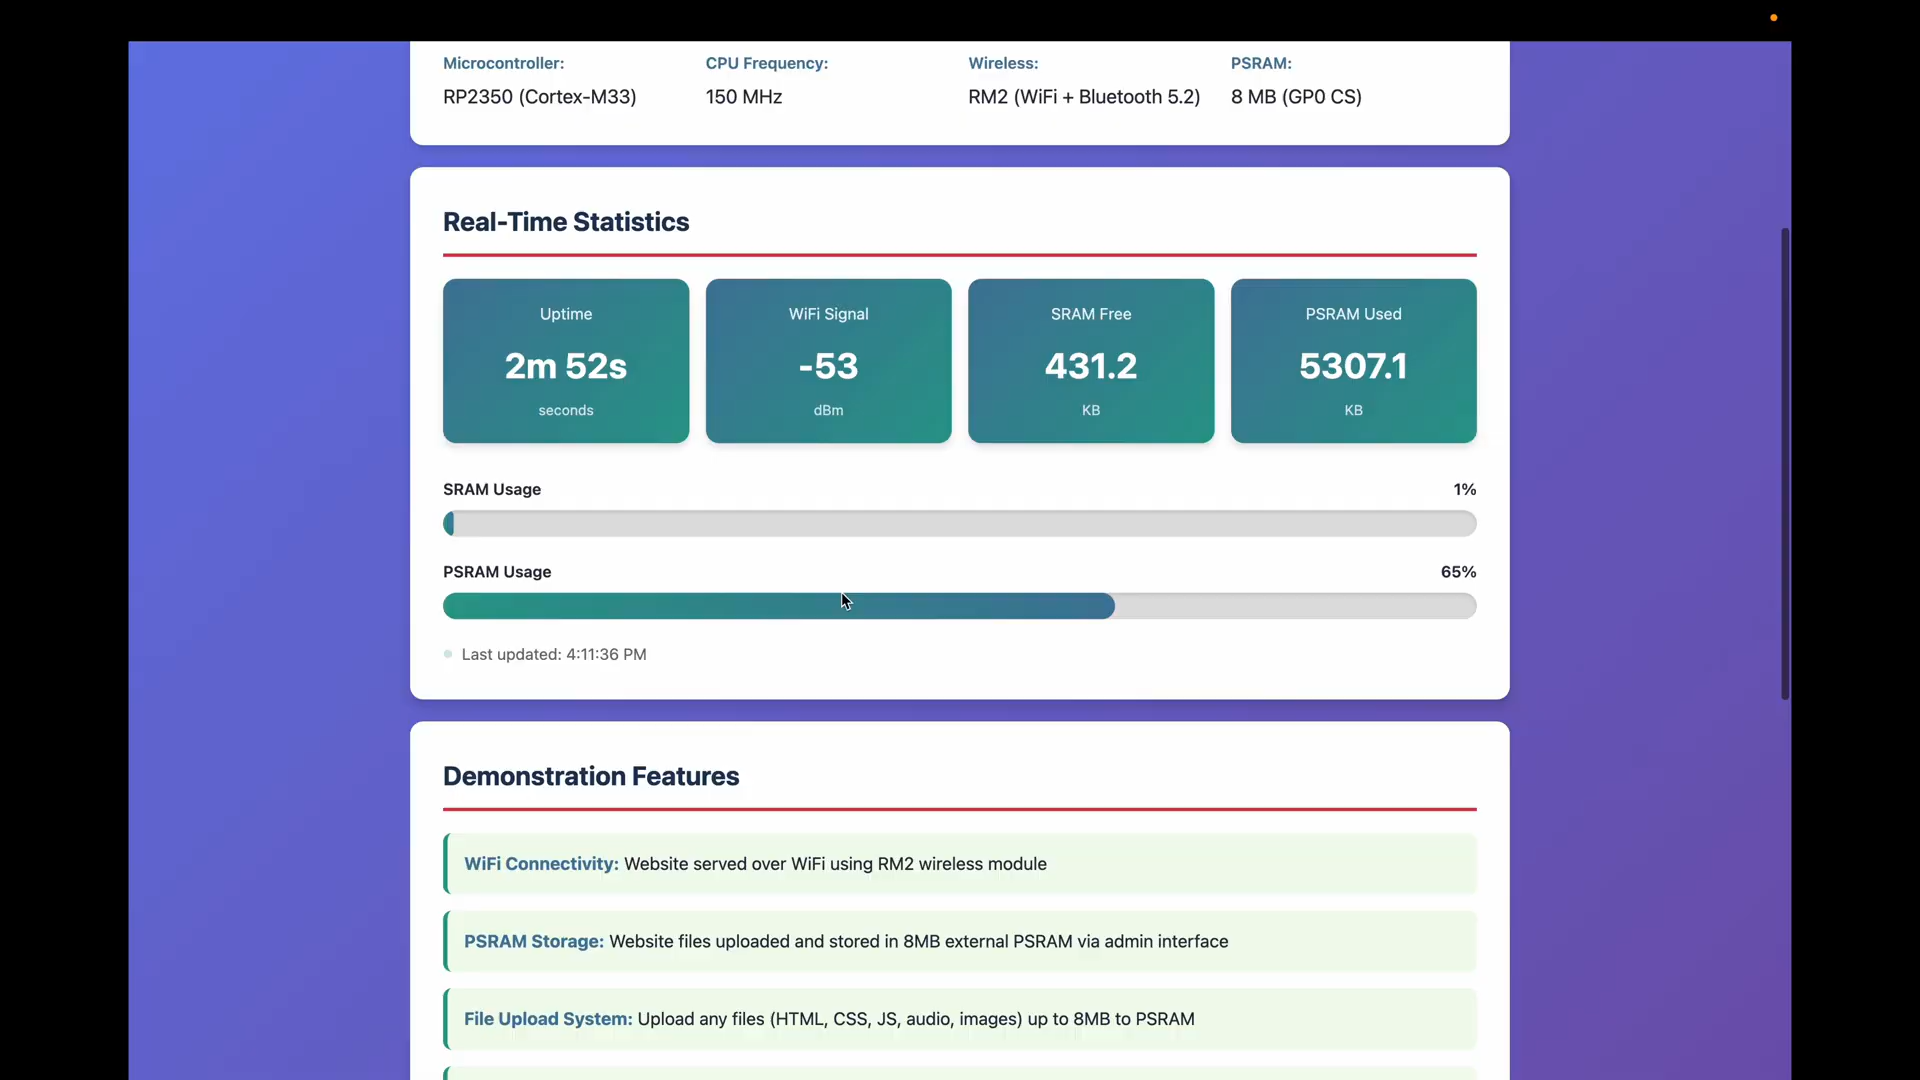 Microcontroller: CPU Frequency: Wireless: PSRAM:
RP2350 (Cortex-M33) 150 MHz RM2 (WiFi + Bluetooth 5.2) 8 MB (GP0 CS)
Real-Time Statistics
Uptime WiFi Signal SRAM Free PSRAM Used
2m 52s -53 431.2 5307.1
seconds dBm KB KB
SRAM Usage 1%
PSRAM Usage 65%
Last updated: 4:11:36 PM
Demonstration Features
WiFi Connectivity: Website served over WiFi using RM2 wireless module
PSRAM Storage: Website files uploaded and stored in 8MB external PSRAM via admin interface
File Upload System: Upload any files (HTML, CSS, JS, audio, images) up to 8MB to PSRAM